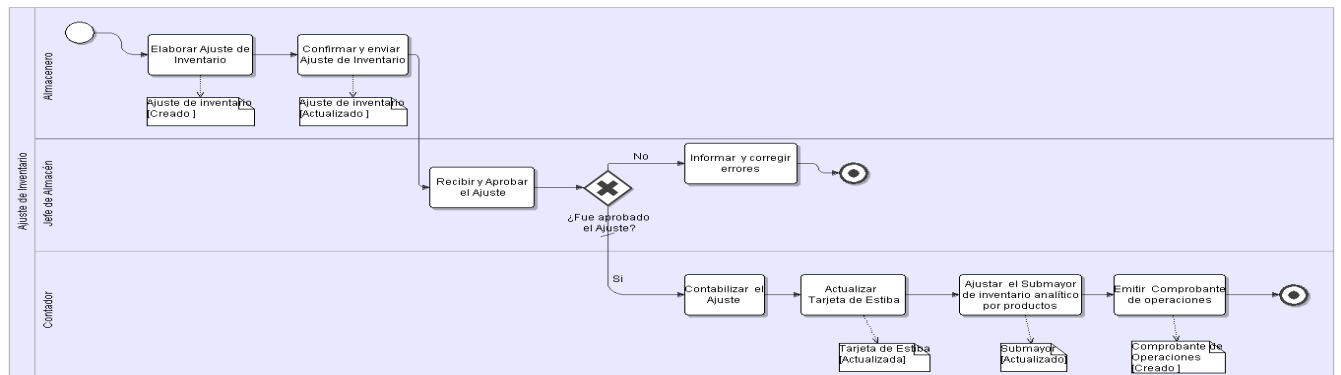 Ajuste de Inventario
Almacenero
Elaborar Ajuste de
Inventario
Confirmar y enviar
Ajuste de Inventario
Ajuste de inventario
[Creado ]
Ajuste de inventario
[Actualizado ]
Jefe de Almacén
Recibir y Aprobar
el Ajuste
¿Fue aprobado
el Ajuste?
No
Informar y corregir
errores
Si
Contador
Contabilizar el
Ajuste
Actualizar
Tarjeta de Estiba
Ajustar el Submayor
de inventario analítico
por productos
Emitir Comprobante
de operaciones
Tarjeta de Estiba
[Actualizada]
Submayor
[Actualizado]
Comprobante de
Operaciones
[Creado ]